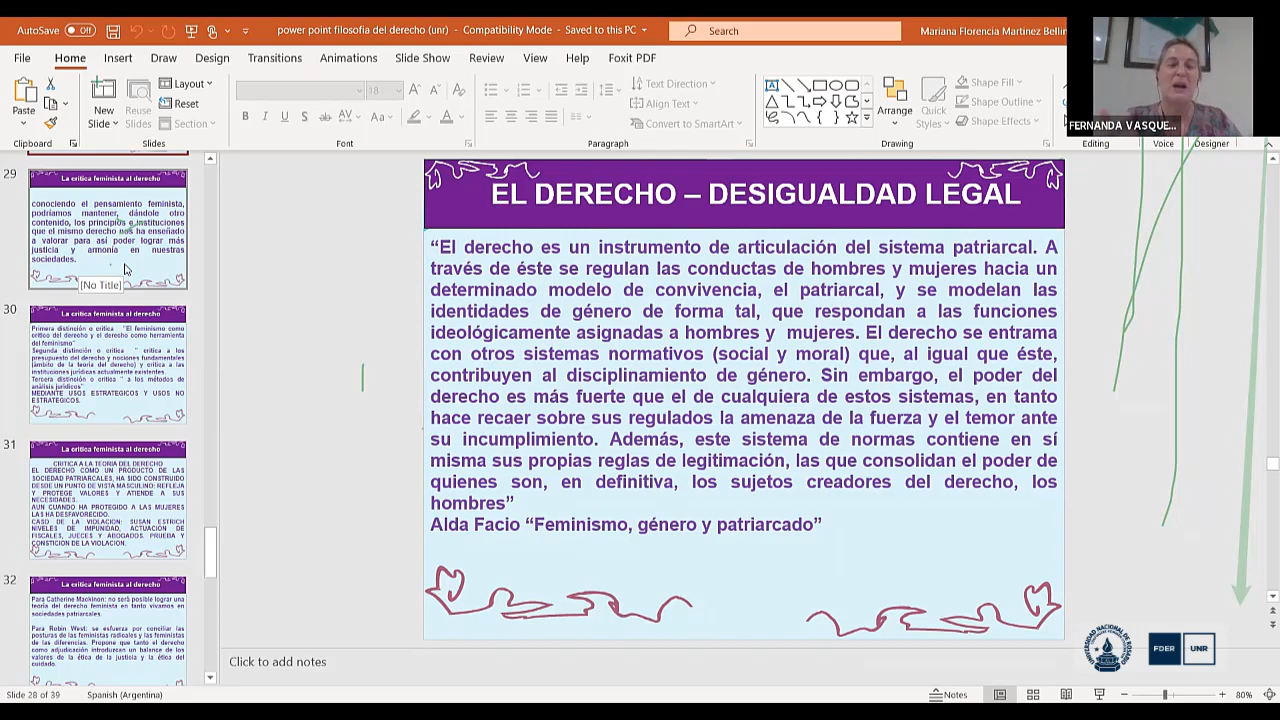 AutoSave Off power point filosofia del derecho (unr) - Compatibility Mode - Saved to this PC Search Mariana Florencia Martinez Bellin
File Home Insert Draw Design Transitions Animations Slide Show Review View Help Foxit PDF
Paste New Slide Reuse Slides Layout Reset Section 18 Text Direction Align Text Convert to SmartArt Arrange Quick Styles Shape Fill Shape Outline Shape Effects
FERNANDA VASQUE...
Clipboard Slides Font Paragraph Drawing Editing Voice Designer
29
La critica feminista al derecho
conociendo el pensamiento feminista,
podríamos mantener, dándole otro
contenido, los principios e instituciones
que el mismo derecho nos ha enseñado
a valorar para así poder lograr más
justicia y armonía en nuestras
sociedades.
[No Title]
30
La critica feminista al derecho
Primera distinción o critica "El feminismo como
crítico del derecho y el derecho como herramienta
del feminismo"
Segunda distinción o critica " critica a los
presupuesto del derecho y nociones fundamentales
(ámbito de la teoría del derecho) y crítica a las
instituciones jurídicas actualmente existentes.
Tercera distinción o critica " a los métodos de
análisis jurídicos"
MEDIANTE USOS ESTRATEGICOS Y USOS NO
ESTRATEGICOS.
31
La critica feminista al derecho
CRITICA A LA TEORIA DEL DERECHO
EL DERECHO COMO UN PRODUCTO DE LAS
SOCIEDAD PATRIARCALES, HA SIDO CONSTRUIDO
DESDE UN PUNTO DE VISTA MASCULINO; REFLEJA
Y PROTEGE VALORES Y ATIENDE A SUS
NECESIDADES.
AUN CUANDO HA PROTEGIDO A LAS MUJERES
LAS HA DESFAVORECIDO.
CASO DE LA VIOLACION: SUSAN ESTRICH
NIVELES DE IMPUNIDAD, ACTUACIÓN DE
FISCALES, JUECES Y ABOGADOS. PRUEBA Y
CONSTICION DE LA VIOLACION.
32
La critica feminista al derecho
Para Catherine Mackinon: no será posible lograr una
teoría del derecho feminista en tanto vivamos en
sociedades patriarcales.
Para Robin West: se esfuerza por conciliar las
posturas de las feministas radicales y las feministas
de las diferencias. Propone que tanto el derecho
como adjudicación introduzcan un balance de los
valores de la ética de la justicia y la ética del
cuidado.
EL DERECHO – DESIGUALDAD LEGAL
“El derecho es un instrumento de articulación del sistema patriarcal. A
través de éste se regulan las conductas de hombres y mujeres hacia un
determinado modelo de convivencia, el patriarcal, y se modelan las
identidades de género de forma tal, que respondan a las funciones
ideológicamente asignadas a hombres y mujeres. El derecho se entrama
con otros sistemas normativos (social y moral) que, al igual que éste,
contribuyen al disciplinamiento de género. Sin embargo, el poder del
derecho es más fuerte que el de cualquiera de estos sistemas, en tanto
hace recaer sobre sus regulados la amenaza de la fuerza y el temor ante
su incumplimiento. Además, este sistema de normas contiene en sí
misma sus propias reglas de legitimación, las que consolidan el poder de
quienes son, en definitiva, los sujetos creadores del derecho, los
hombres”
Alda Facio “Feminismo, género y patriarcado”
UNIVERSIDAD NACIONAL DE ROSARIO
FDER UNR
Click to add notes
Slide 28 of 39 Spanish (Argentina) Notes 80%